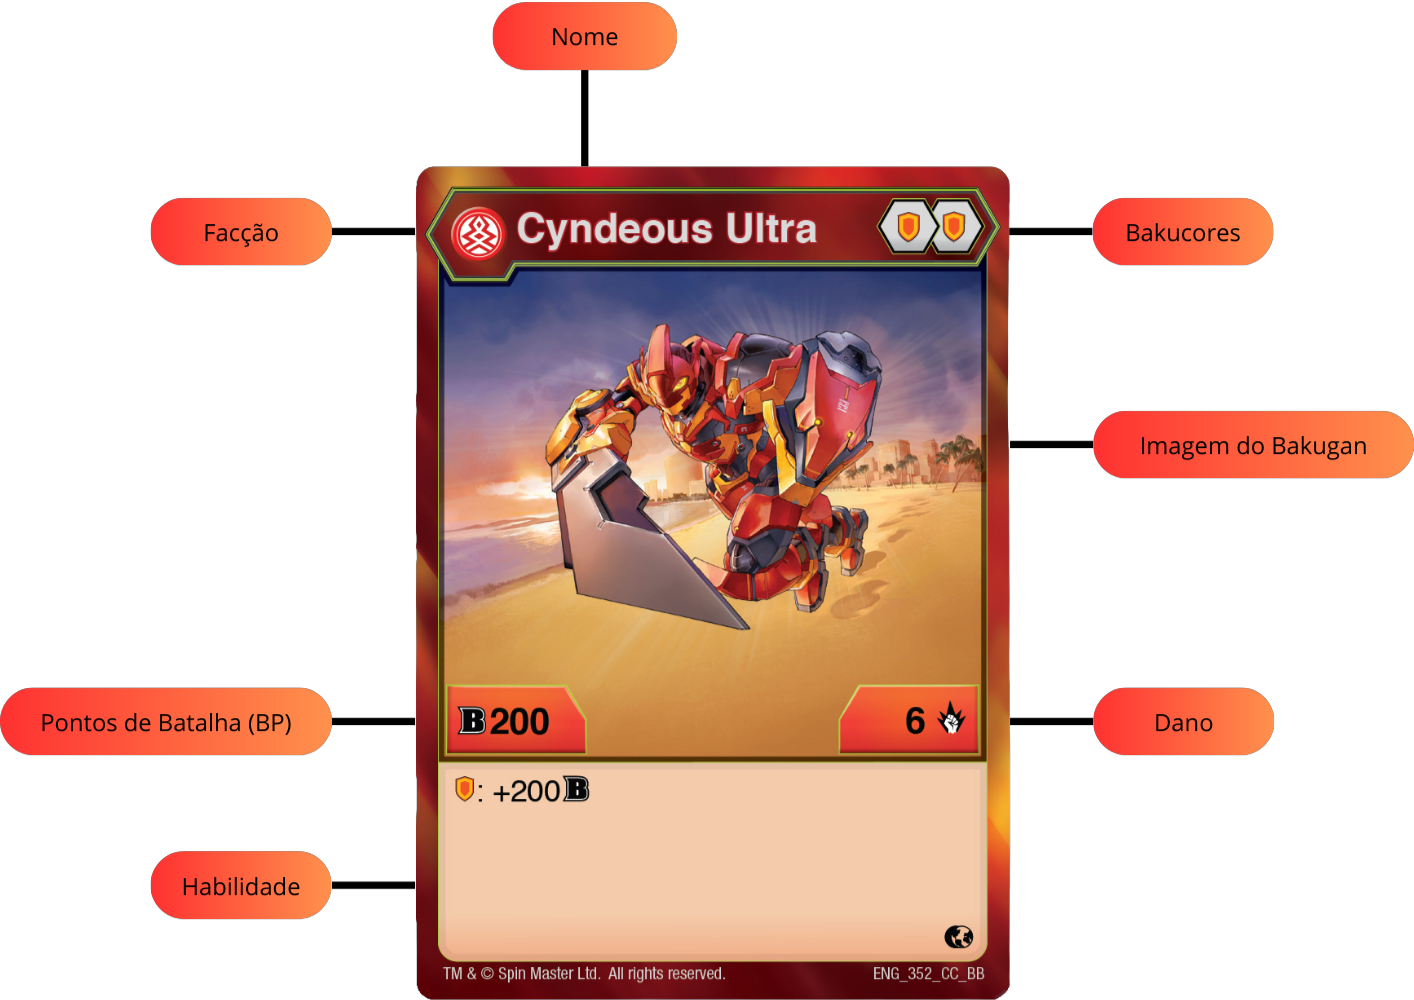 Nome
Facção
Cyndeous Ultra
Bakucores
Imagem do Bakugan
Pontos de Batalha (BP)
B 200
6
Dano
: +200 B
Habilidade
TM & © Spin Master Ltd. All rights reserved.
ENG_352_CC_BB